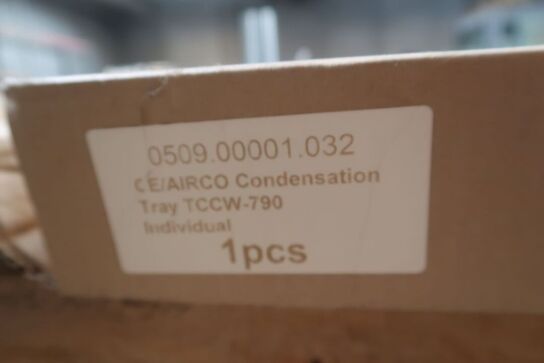 0509.00001.032
CE/AIRCO Condensation
Tray TCCW-790
Individual
1pcs